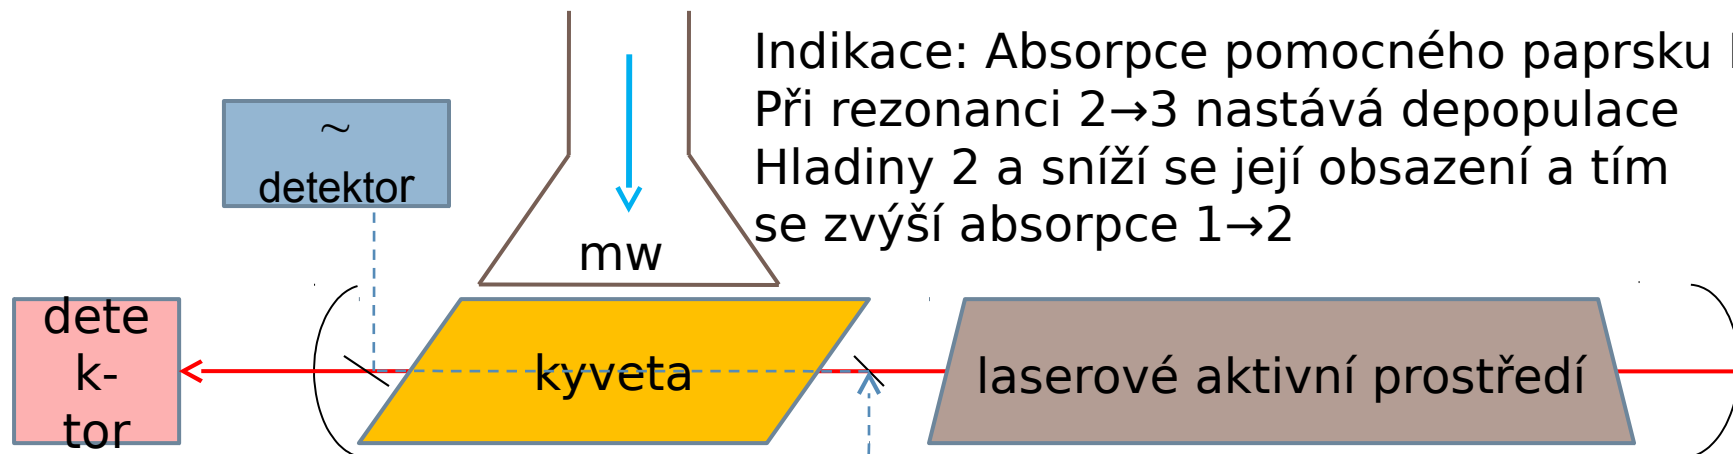 Indikace: Absorpce pomocného paprsku
Při rezonanci 2→3 nastává depopulace
Hladiny 2 a sníží se její obsazení a tím
se zvýší absorpce 1→2
~
detektor
mw
dete
k-
tor
kyveta
laserové aktivní prostředí